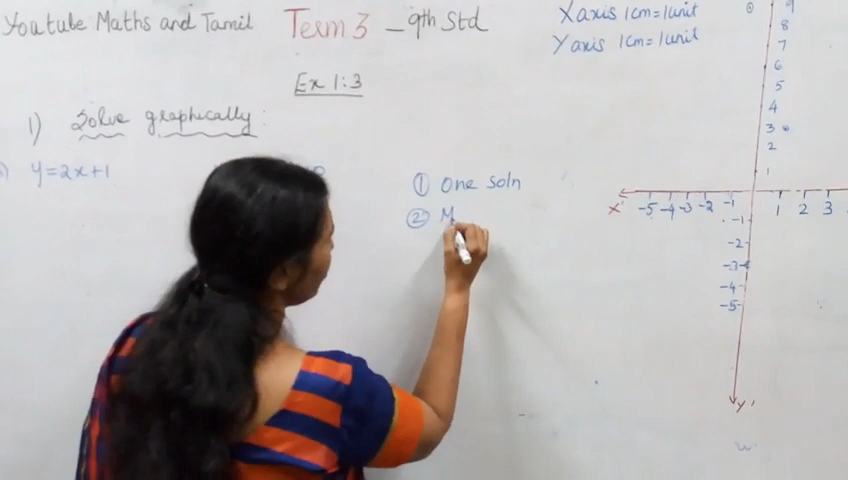 Youtube Maths and Tamil Term 3 - 9th Std
X axis 1cm=1unit
Y axis 1cm=1unit
Ex 1:3
1) Solve graphically:
y=2x+1
① One soln
② M
9
8
7
6
5
4
3
2
1
X' -5 -4 -3 -2 -1 1 2 3
-1
-2
-3
-4
-5
Y'